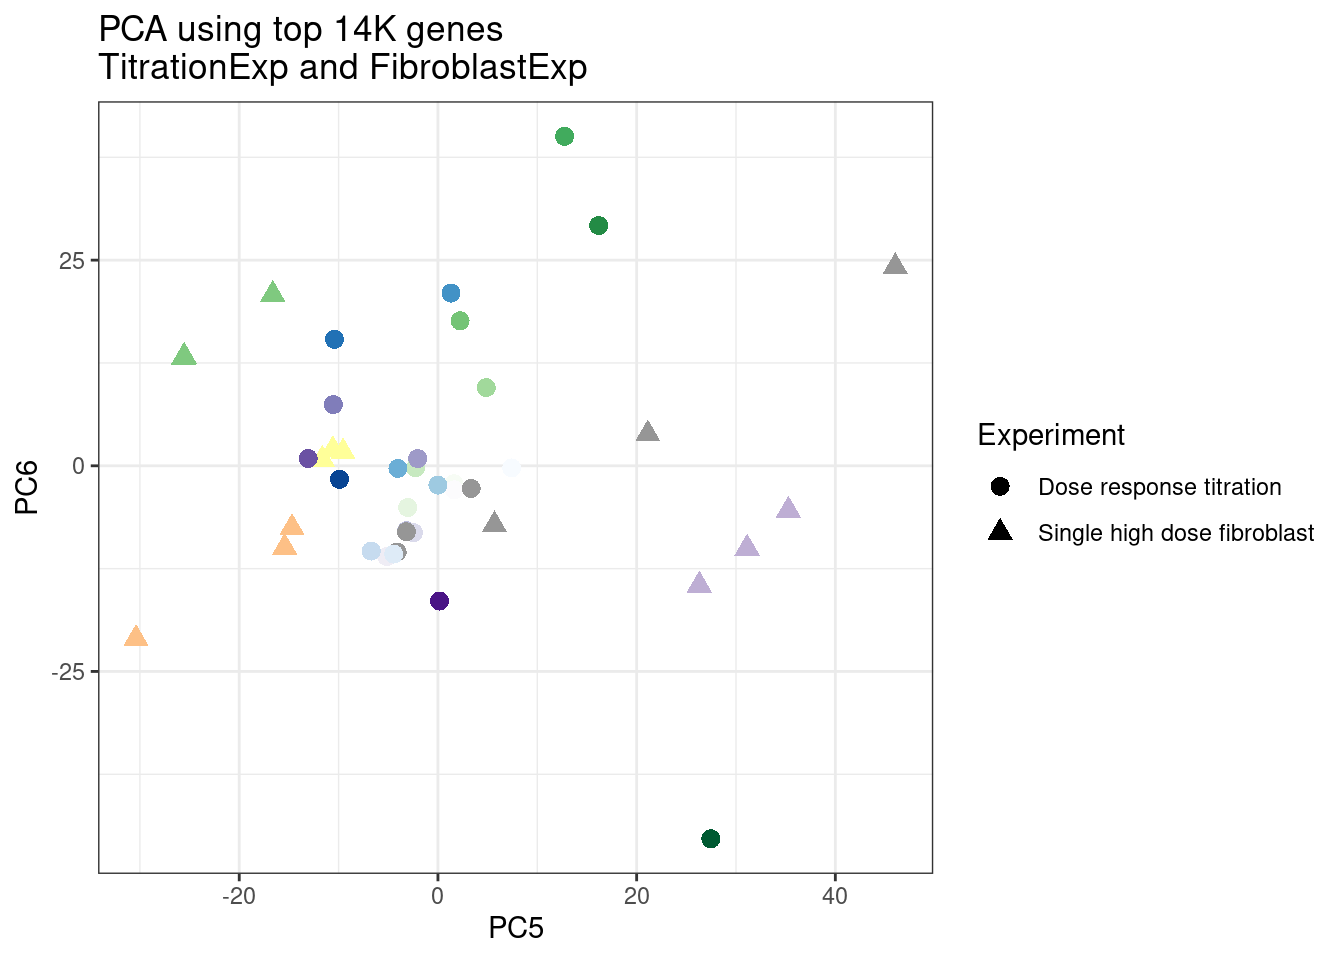 PCA using top 14K genes
TitrationExp and FibroblastExp
25
0
-25
PC6
-20
0
20
40
PC5
Experiment
Dose response titration
Single high dose fibroblast